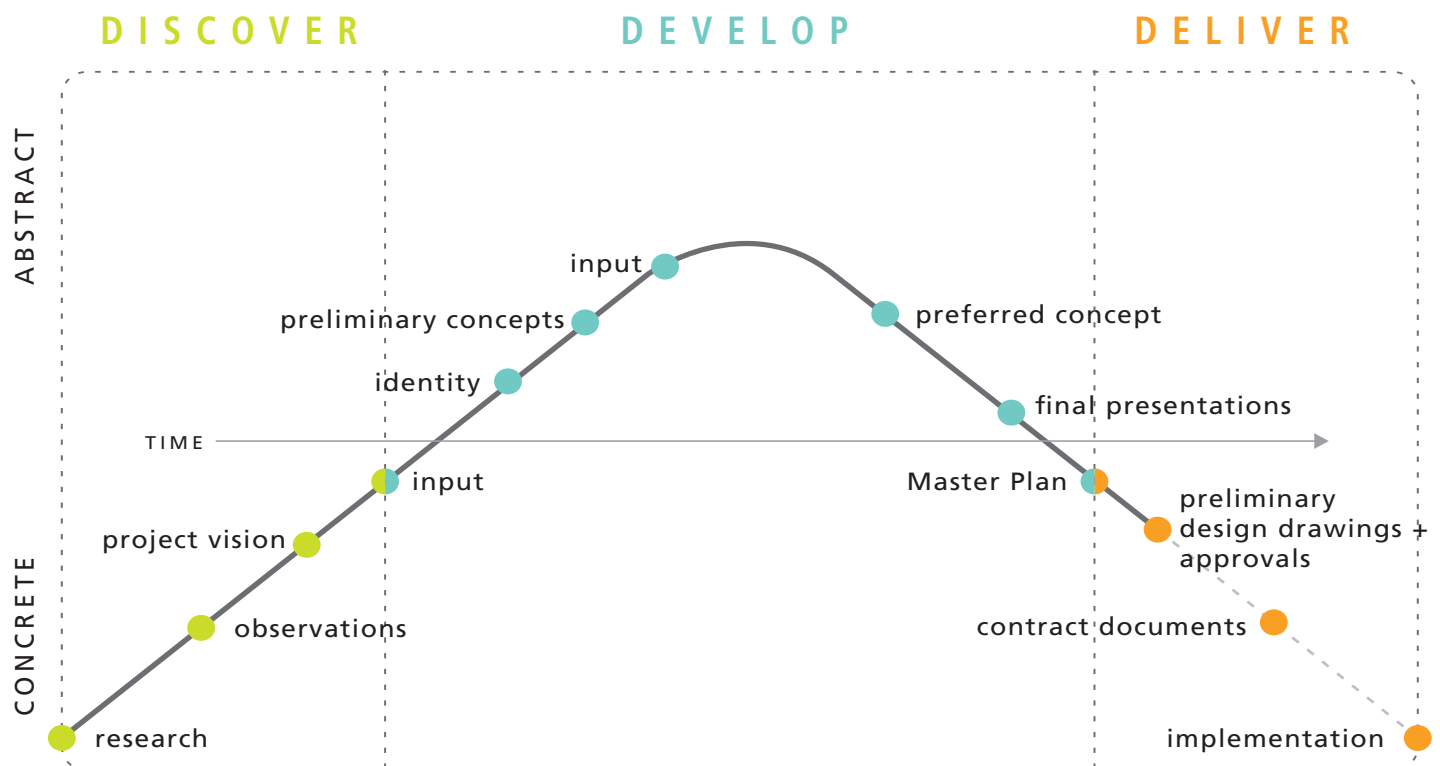 DISCOVER
DEVELOP
DELIVER
ABSTRACT
input
preliminary concepts
preferred concept
identity
final presentations
TIME
input
Master Plan
preliminary
design drawings +
approvals
project vision
CONCRETE
observations
contract documents
research
implementation